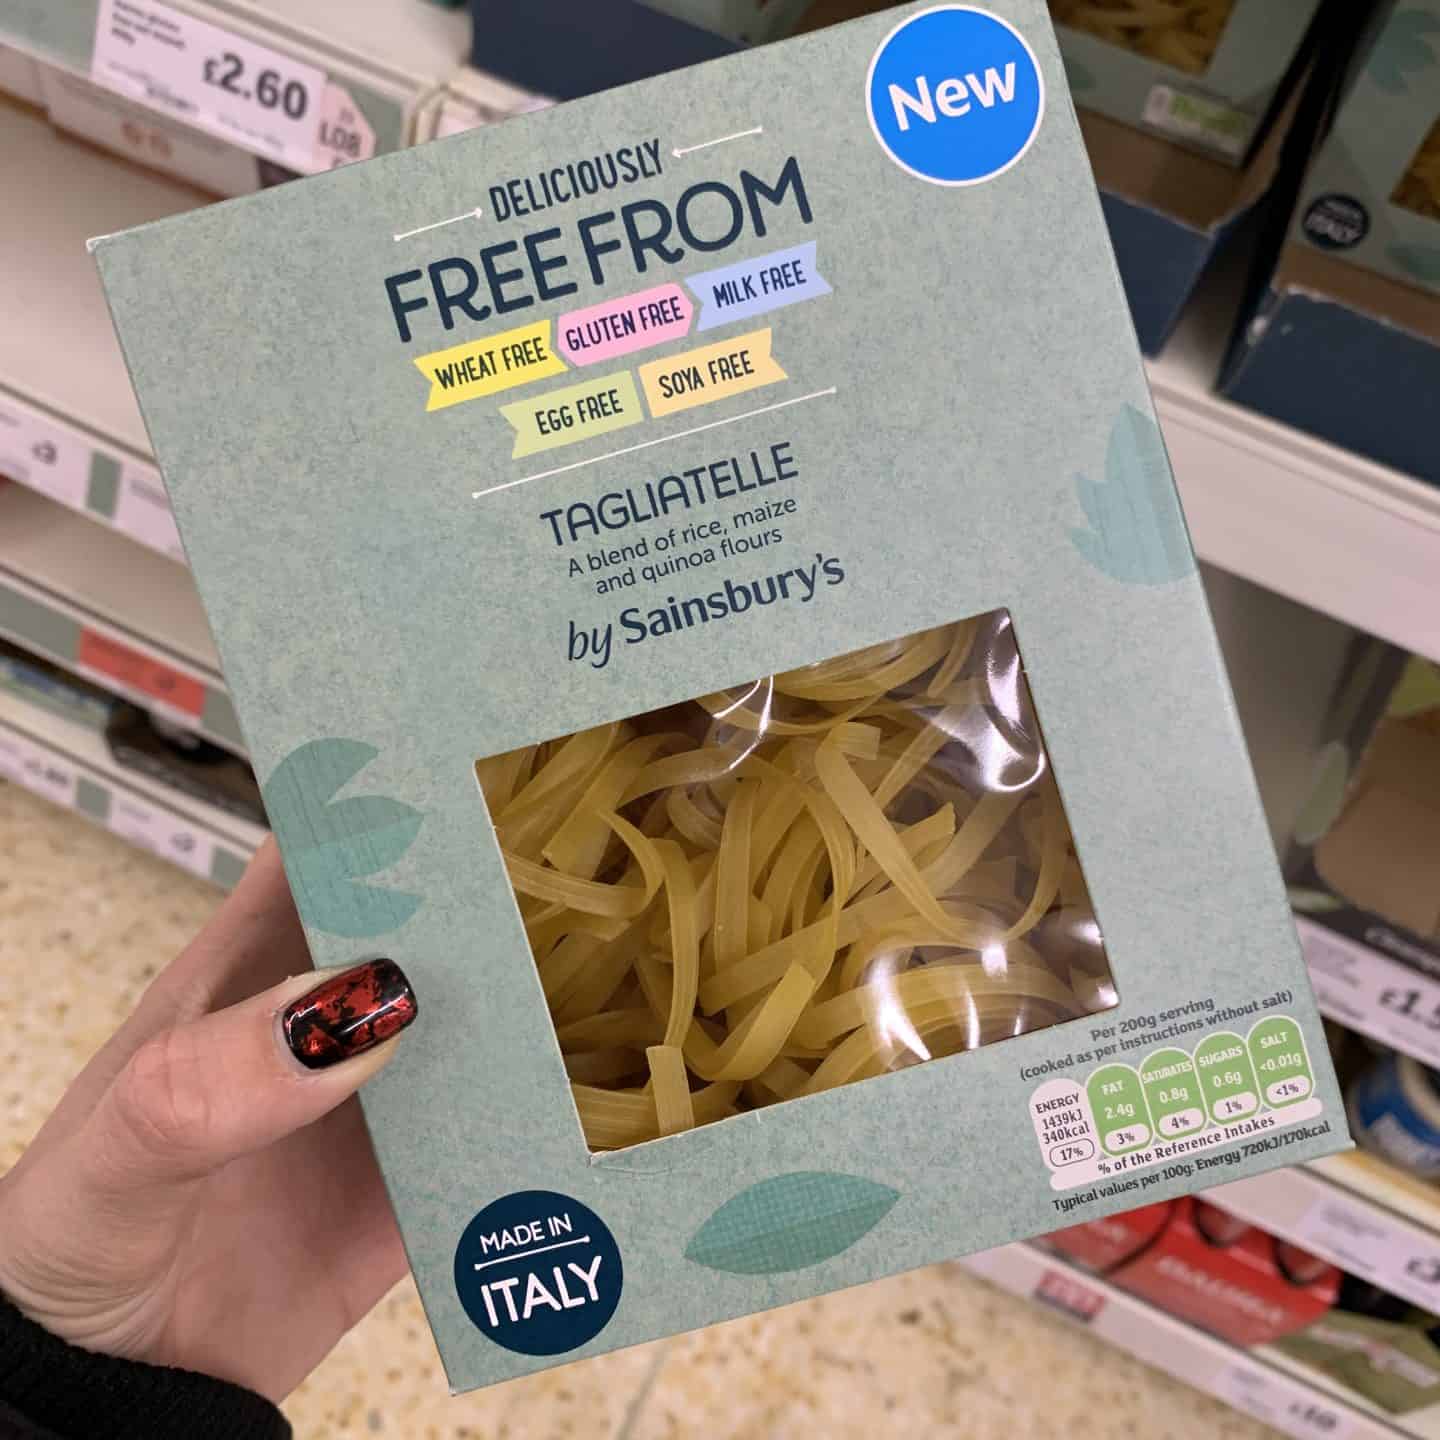 £2.60
New
DELICIOUSLY
FREE FROM
WHEAT FREE
GLUTEN FREE
MILK FREE
EGG FREE
SOYA FREE
TAGLIATELLE
A blend of rice, maize
and quinoa flours
by Sainsbury's
Per 200g serving
(cooked as per instructions without salt)
ENERGY
1439kJ
340kcal
17%
FAT
2.4g
3%
SATURATES
0.8g
4%
SUGARS
0.6g
1%
SALT
<0.01g
<1%
% of the Reference Intakes
Typical values per 100g: Energy 720kJ/170kcal
MADE IN
ITALY
ITALY